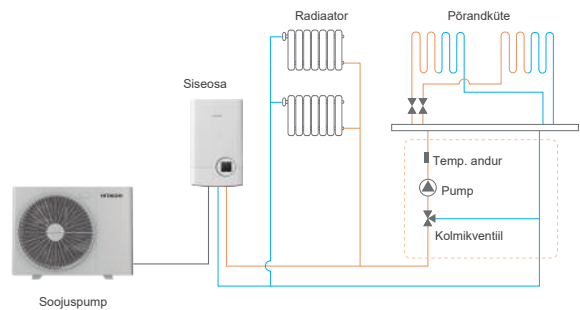 Radiaator
Põrandküte
Siseosa
HITACHI
Temp. andur
Pump
Kolmikventiil
Soojuspump